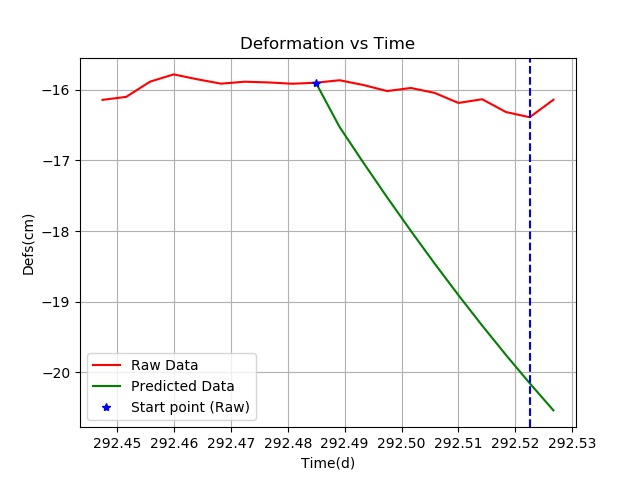 Deformation vs Time
Defs(cm)
−16
−17
−18
−19
−20
Raw Data
Predicted Data
Start point (Raw)
292.45 292.46 292.47 292.48 292.49 292.50 292.51 292.52 292.53
Time(d)